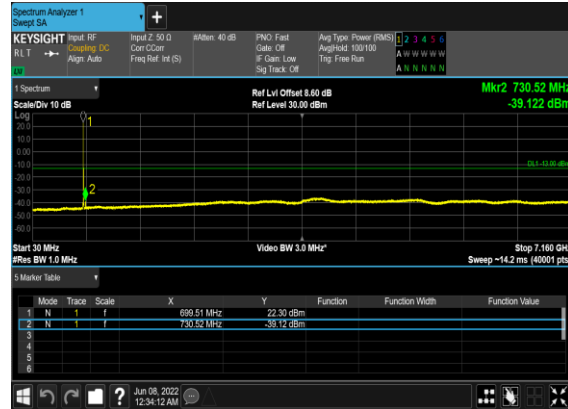 Spectrum Analyzer 1
Swept SA
KEYSIGHT Input: RF Input Z: 50 Ω #Atten: 40 dB PNO: Fast Avg Type: Power (RMS) 1 2 3 4 5 6
RLT Coupling: DC Corr CCorr Gate: Off Avg|Hold: 100/100 A W W W W W
Align: Auto Freq Ref: Int (S) IF Gain: Low Trig: Free Run
Sig Track: Off A N N N N N
LW
1 Spectrum
Ref Lvl Offset 8.60 dB Mkr2 730.52 MHz
Scale/Div 10 dB Ref Level 30.00 dBm -39.122 dBm
Log
1
20.0
10.0
0.00
-10.0
DL1 -13.00 dBm
-20.0
-30.0
2
-40.0
-50.0
-60.0
Start 30 MHz Video BW 3.0 MHz* Stop 7.160 GHz
#Res BW 1.0 MHz Sweep ~14.2 ms (40001 pts)
5 Marker Table
Mode Trace Scale X Y Function Function Width Function Value
1 N 1 f 699.51 MHz 22.30 dBm
2 N 1 f 730.52 MHz -39.12 dBm
3
4
5
6
? Jun 08, 2022
12:34:12 AM